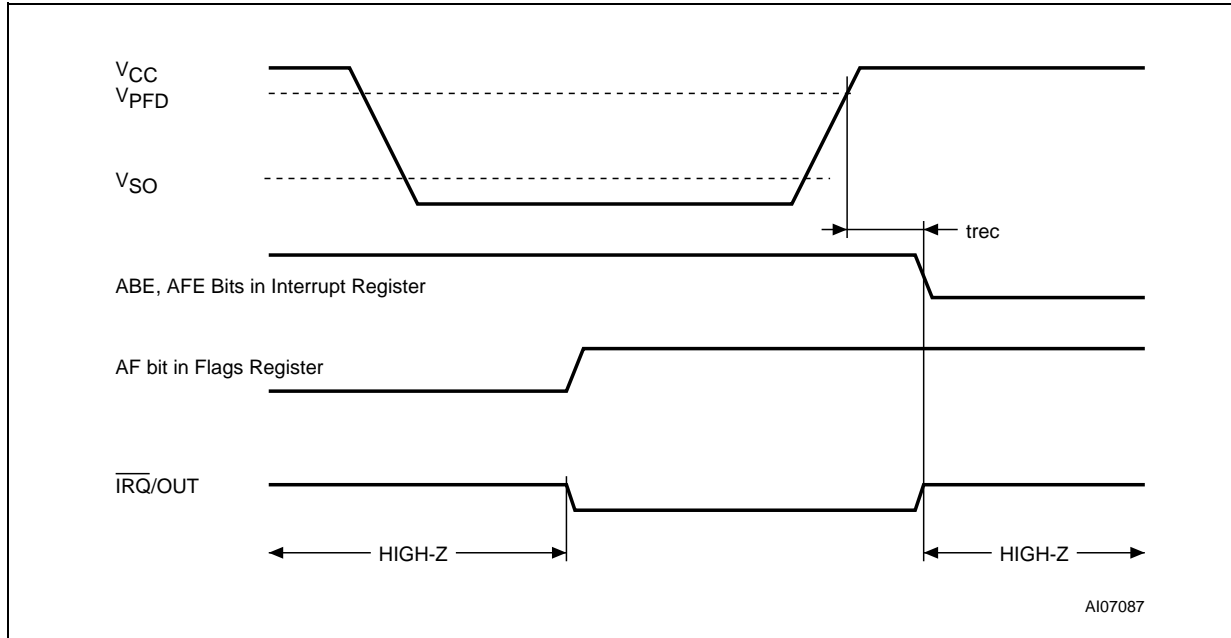 VCC
VPFD
VSO
trec
ABE, AFE Bits in Interrupt Register
AF bit in Flags Register
IRQ/OUT
HIGH-Z
HIGH-Z
AI07087